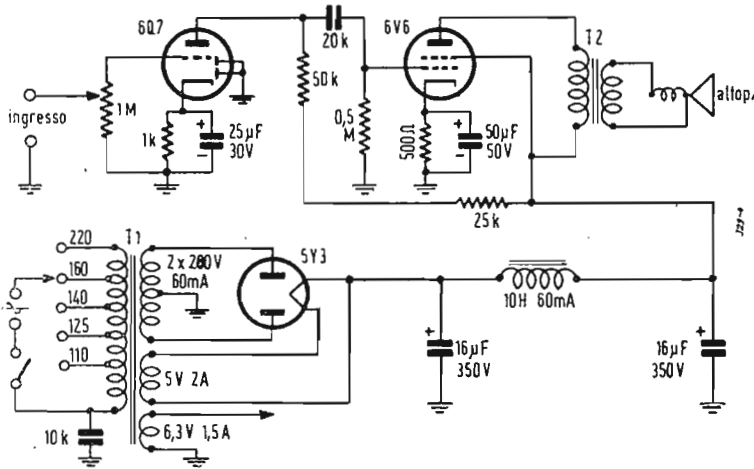 6Q7
20k
6V6
T2
50k
1M
ingresso
1k
25µF
30V
0,5
M
500Ω
50µF
50V
altop.
25k
T1
220
160
140
125
110
2 x 280V
60mA
5Y3
10H 60mA
16µF
350V
16µF
350V
5V 2A
6,3V 1,5A
10k